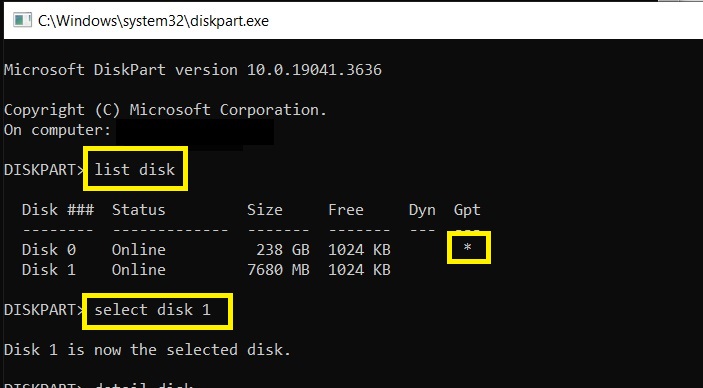 C:\Windows\system32\diskpart.exe
Microsoft DiskPart version 10.0.19041.3636
Copyright (C) Microsoft Corporation.
On computer:
DISKPART> list disk
Disk ###  Status         Size     Free     Dyn  Gpt
--------  -------------  -------  -------  ---  ---
Disk 0    Online          238 GB  1024 KB        *
Disk 1    Online         7680 MB  1024 KB
DISKPART> select disk 1
Disk 1 is now the selected disk.
DISKPART> detail disk